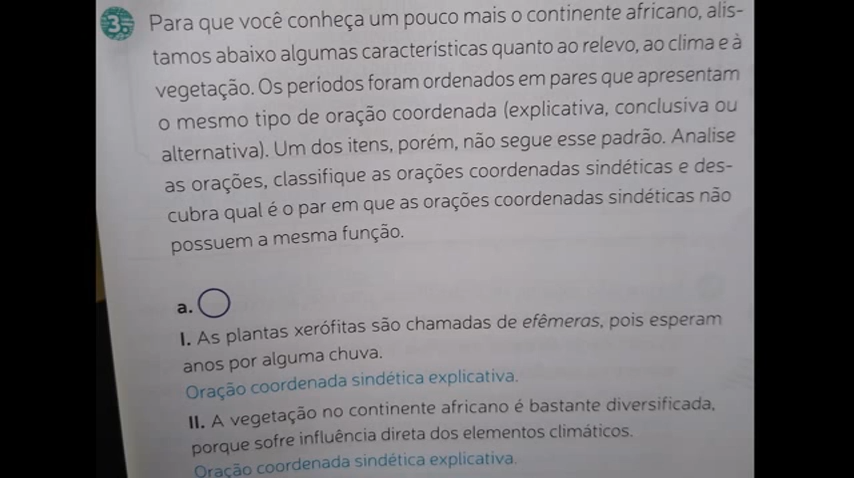 3. Para que você conheça um pouco mais o continente africano, alis-
tamos abaixo algumas características quanto ao relevo, ao clima e à
vegetação. Os períodos foram ordenados em pares que apresentam
o mesmo tipo de oração coordenada (explicativa, conclusiva ou
alternativa). Um dos itens, porém, não segue esse padrão. Analise
as orações, classifique as orações coordenadas sindéticas e des-
cubra qual é o par em que as orações coordenadas sindéticas não
possuem a mesma função.
a.
I. As plantas xerófitas são chamadas de efêmeras, pois esperam
anos por alguma chuva.
Oração coordenada sindética explicativa.
II. A vegetação no continente africano é bastante diversificada,
porque sofre influência direta dos elementos climáticos.
Oração coordenada sindética explicativa.